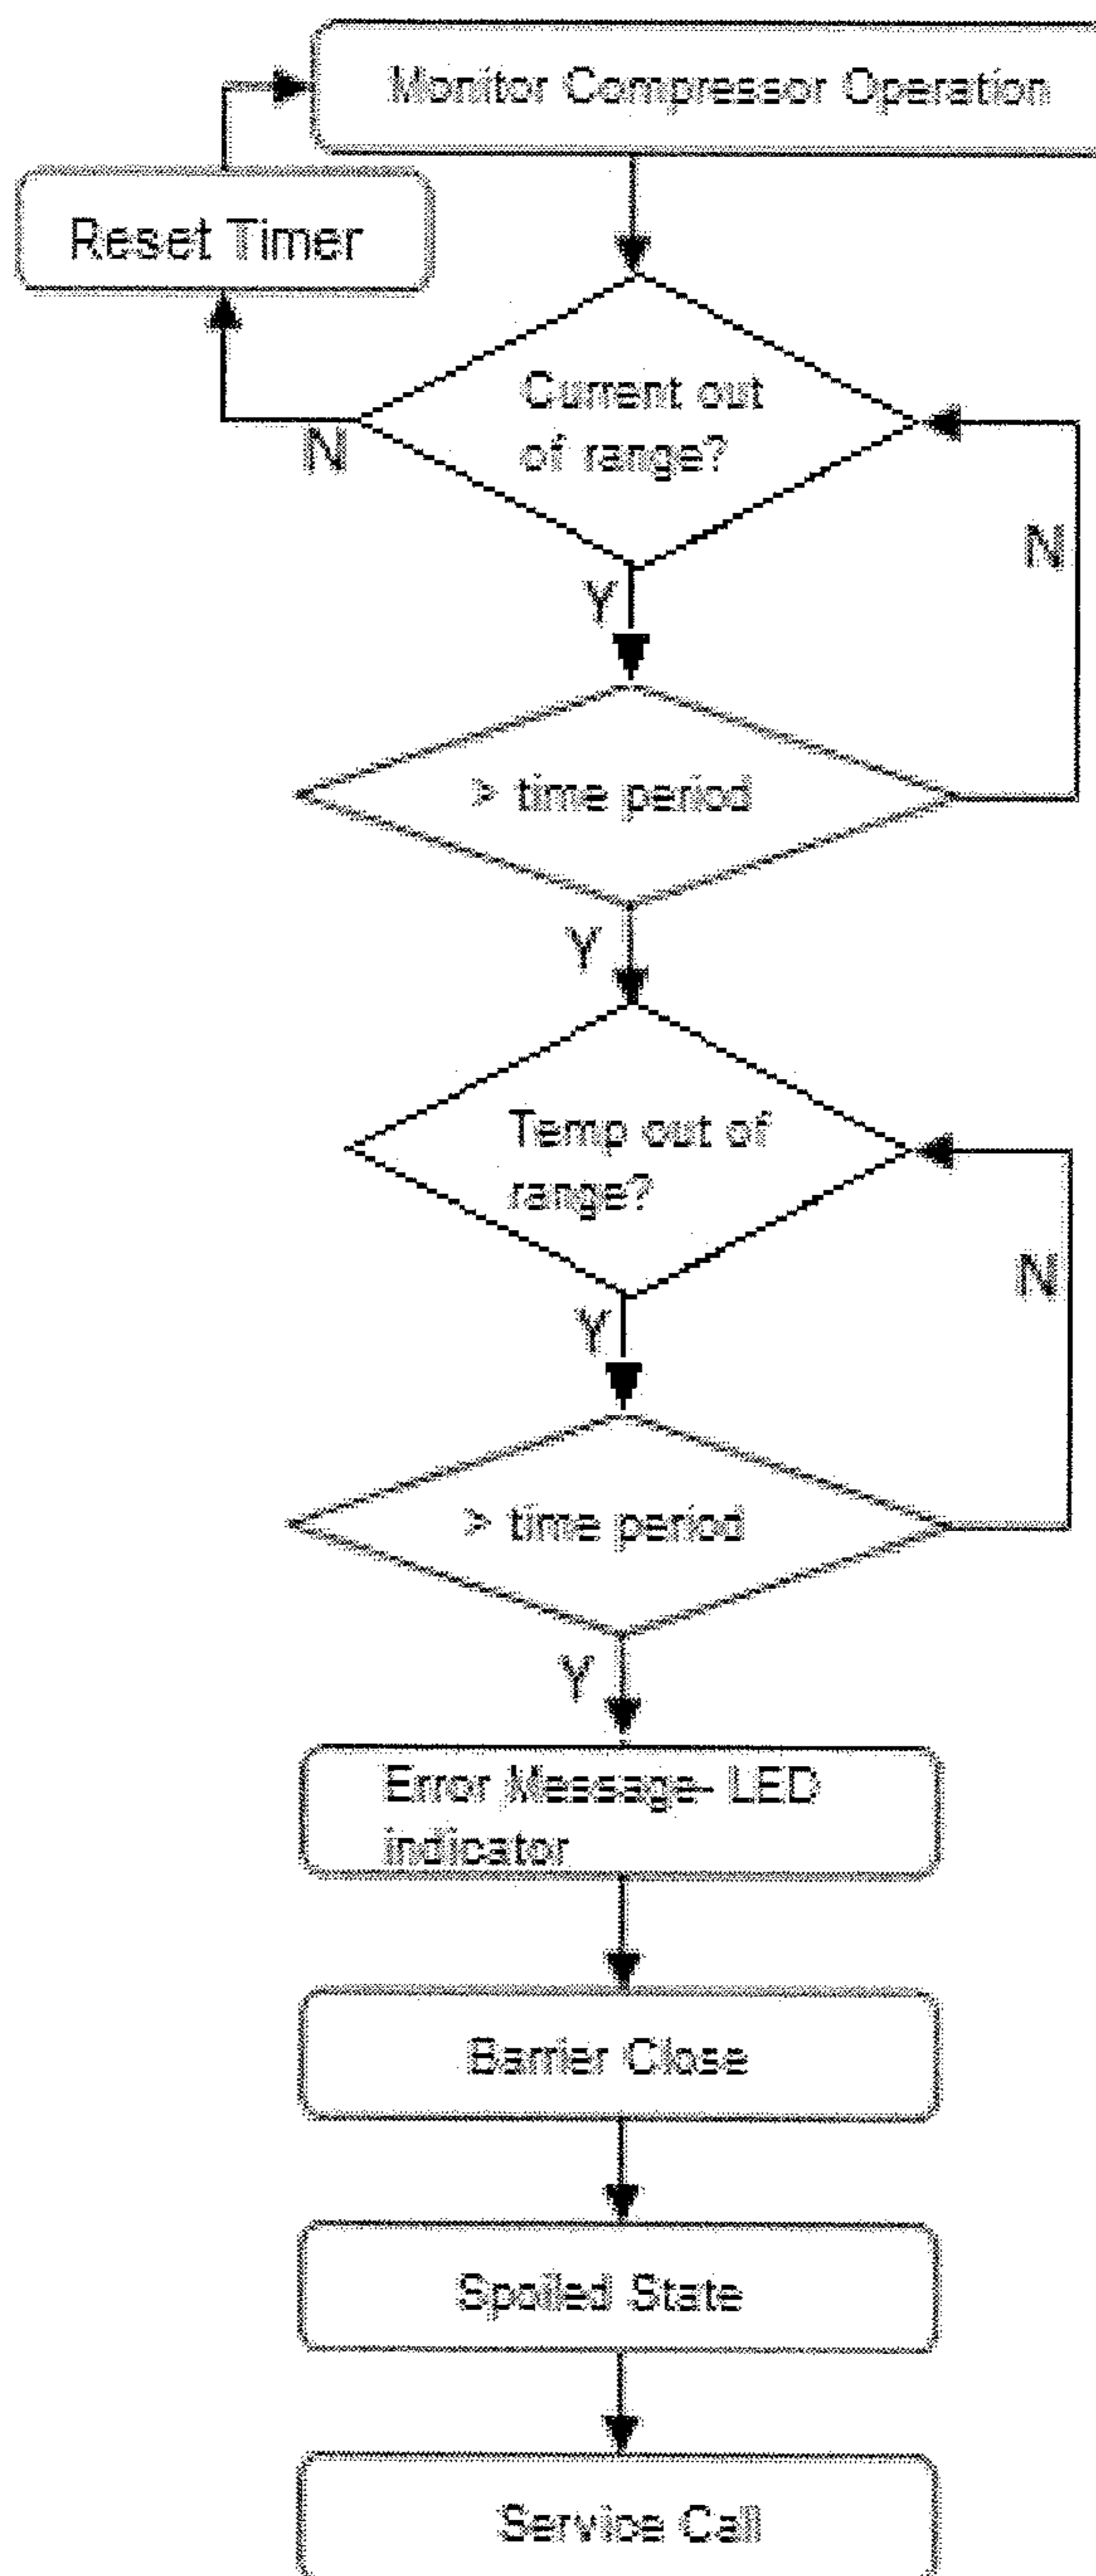 Monitor Compressor Operation
Reset Timer
Current out
of range?
N
N
Y
> time period
Y
Temp out of
range?
N
Y
> time period
Y
Error Message- LED
indicator
Barrier Close
Spoiled State
Service Call